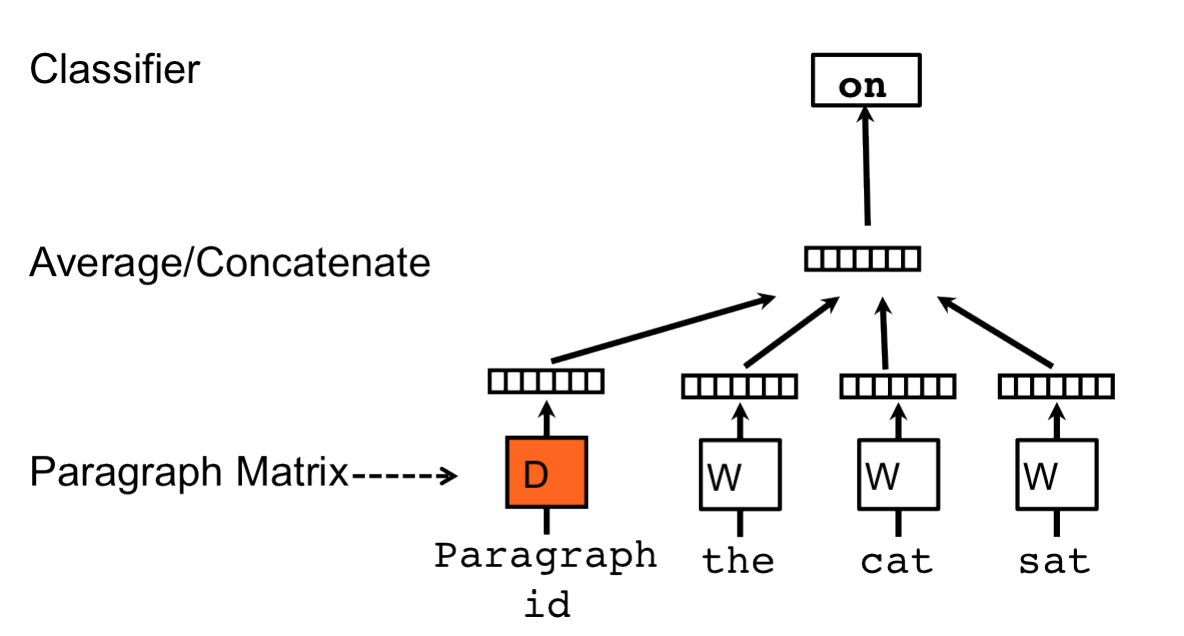 Classifier
on
Average/Concatenate
Paragraph Matrix
D
W
W
W
Paragraph
id
the
cat
sat